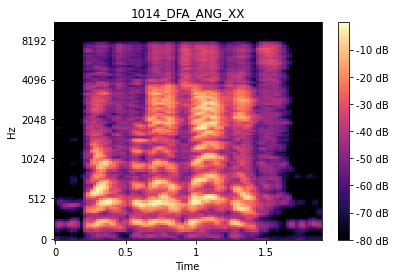 1014_DFA_ANG_XX
8192
4096
2048
1024
512
0
Hz
0
0.5
1
1.5
Time
-10 dB
-20 dB
-30 dB
-40 dB
-50 dB
-60 dB
-70 dB
-80 dB